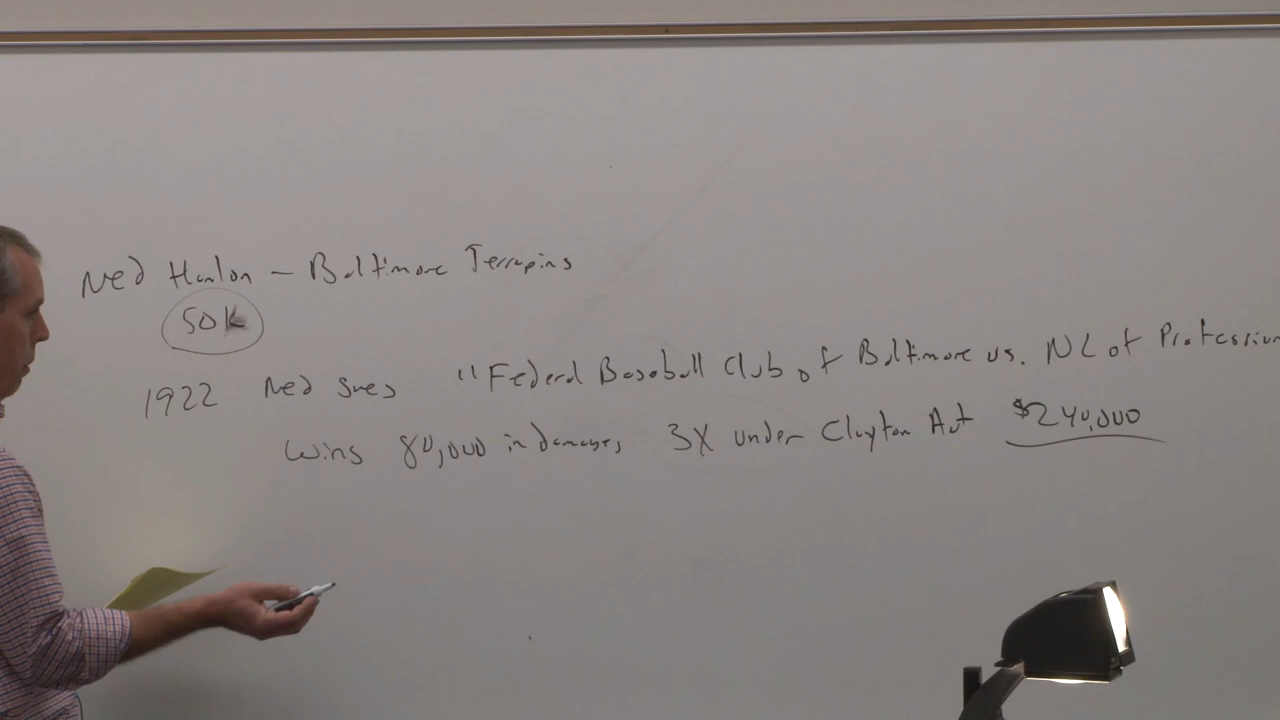 Ned Hanlon — Baltimore Terrapins
50K
1922 Ned sues "Federal Baseball Club of Baltimore vs. NL of Profession
Wins 80,000 in damages, 3X under Clayton Act $240,000